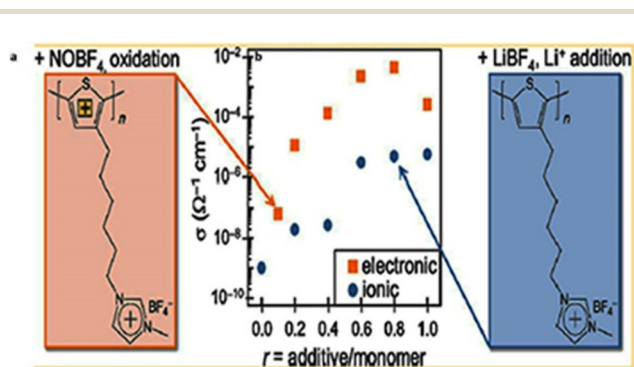 a
+ NOBF₄, oxidation
b
+ LiBF₄, Li⁺ addition
S
n
N
N
BF₄⁻
+
σ (Ω⁻¹ cm⁻¹)
10⁻²
10⁻⁴
10⁻⁶
10⁻⁸
10⁻¹⁰
electronic
ionic
0.0 0.2 0.4 0.6 0.8 1.0
r = additive/monomer
S
n
N
N
BF₄⁻
+